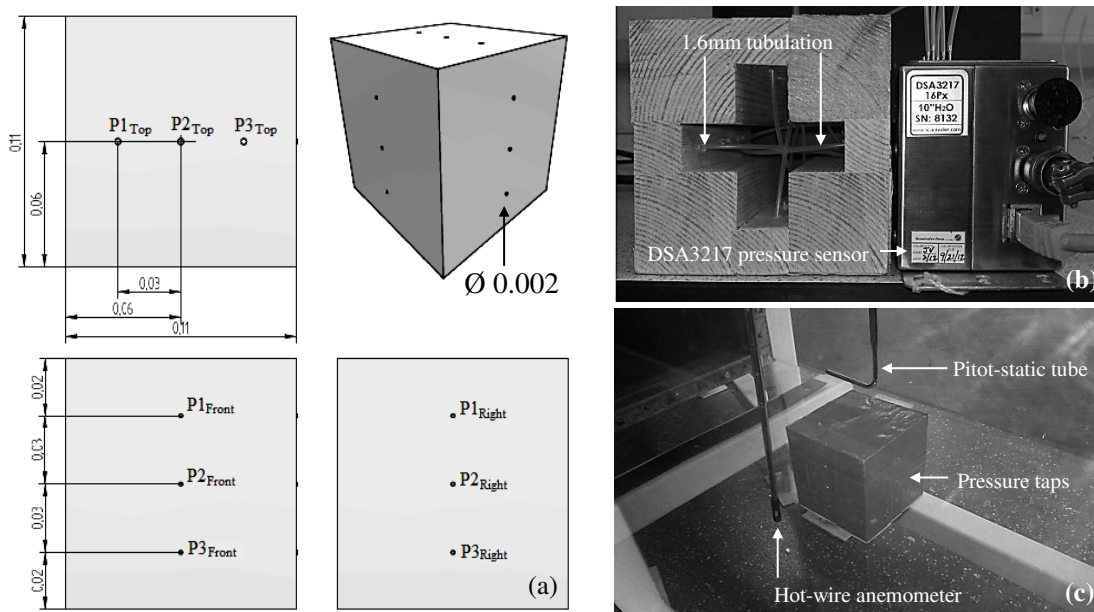 0,11
0,06
P1Top
P2Top
P3Top
0,03
0,06
0,11
Ø 0.002
0,02
0,03
0,03
0,02
P1Front
P2Front
P3Front
P1Right
P2Right
P3Right
(a)
1.6mm tubulation
DSA3217
16Px
10"H₂O
SN: 8132
DSA3217 pressure sensor
(b)
Pitot-static tube
Pressure taps
Hot-wire anemometer
(c)